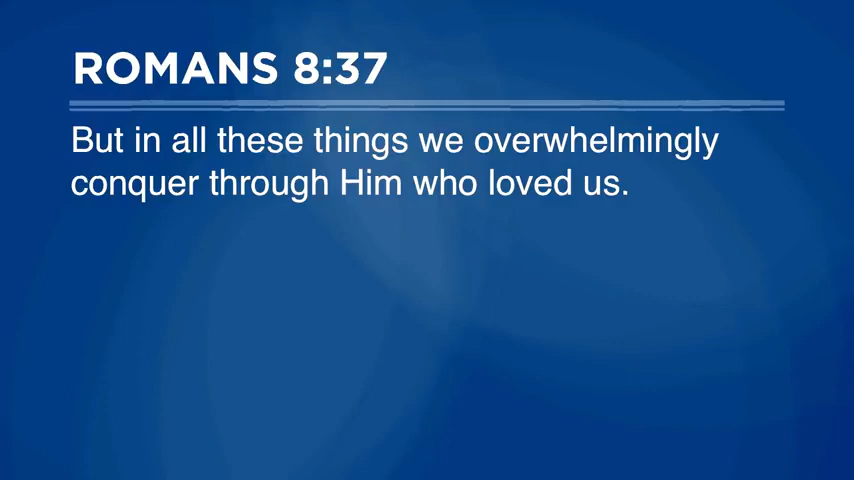 ROMANS 8:37
But in all these things we overwhelmingly
conquer through Him who loved us.